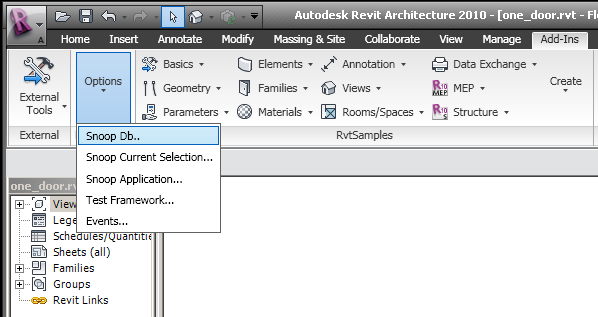 Autodesk Revit Architecture 2010 - [one_door.rvt - Fl
Home Insert Annotate Modify Massing & Site Collaborate View Manage Add-Ins
External Tools
Options
Basics Elements Annotation Data Exchange
Geometry Families Views MEP
Parameters Materials Rooms/Spaces Structure
Create
External RvtSamples
Snoop Db..
Snoop Current Selection...
Snoop Application...
Test Framework...
Events...
one_door.rvt
View
Lege
Schedules/Quantitie
Sheets (all)
Families
Groups
Revit Links